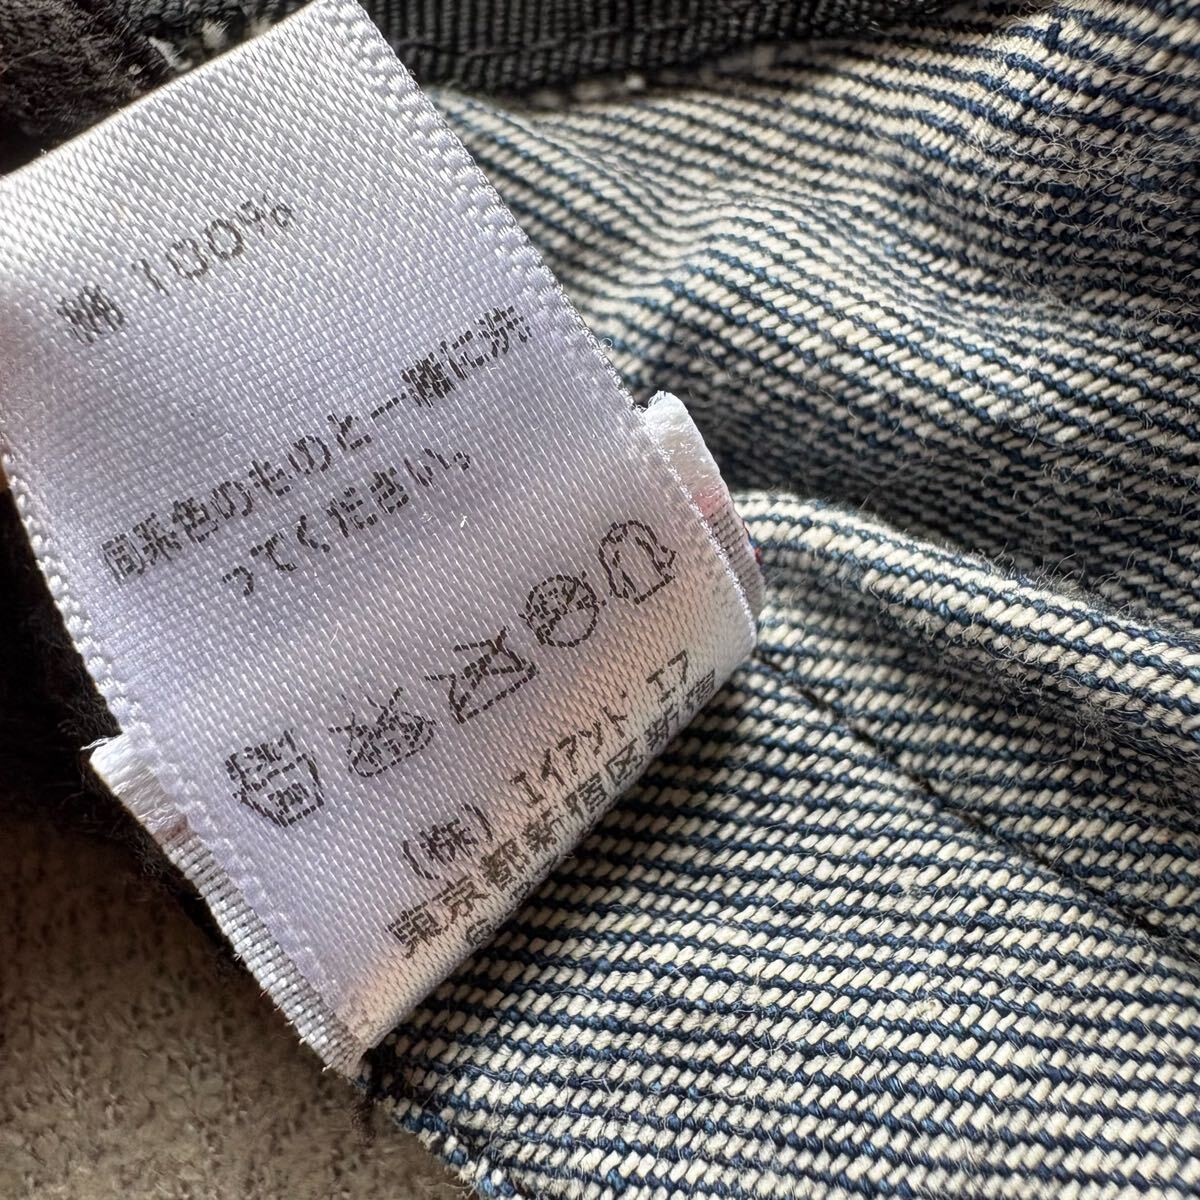 綿 100%
同系色のものと一緒に洗
ってください。
(株) エイアンド・エフ
東京都新宿区新宿